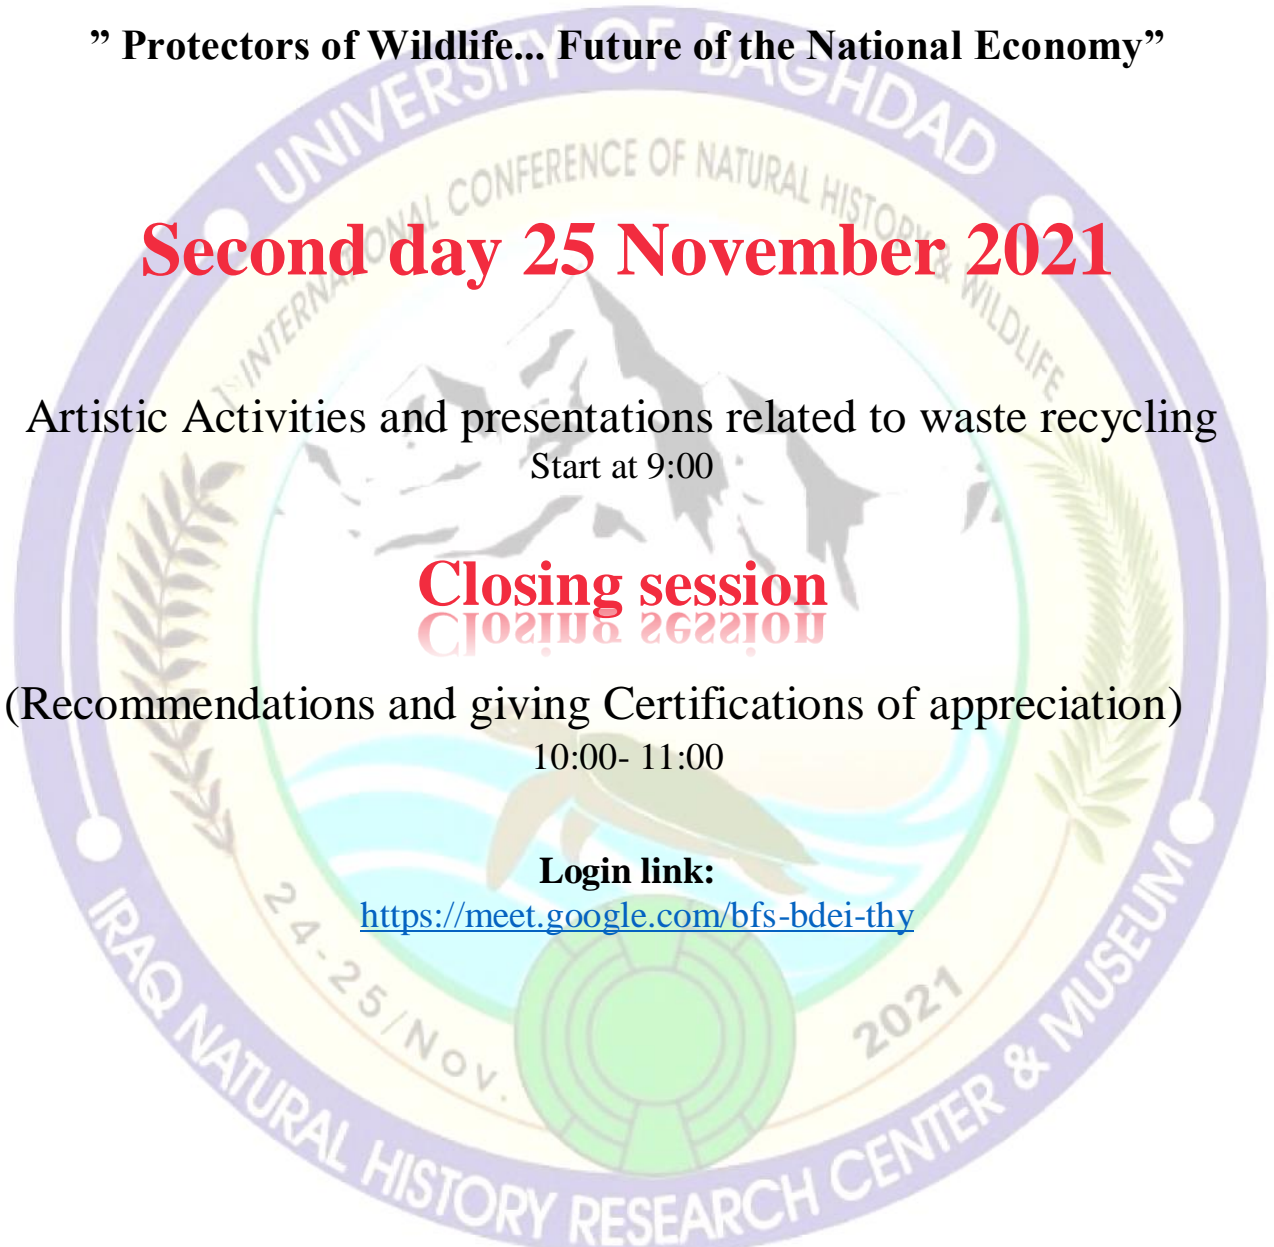 ” Protectors of Wildlife... Future of the National Economy”
UNIVERSITY OF BAGHDAD
1st INTERNATIONAL CONFERENCE OF NATURAL HISTORY & WILDLIFE
Second day 25 November 2021
Artistic Activities and presentations related to waste recycling
Start at 9:00
Closing session
(Recommendations and giving Certifications of appreciation)
10:00- 11:00
Login link:
https://meet.google.com/bfs-bdei-thy
24-25/Nov. 2021
IRAQ NATURAL HISTORY RESEARCH CENTER & MUSEUM